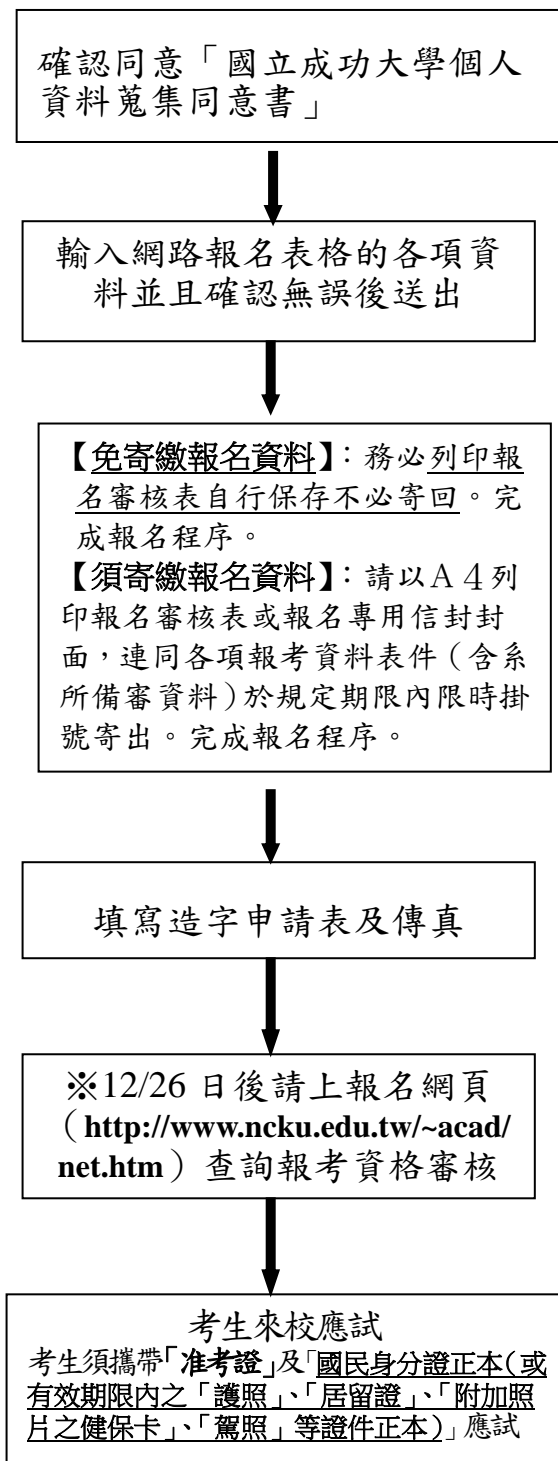 確認同意「國立成功大學個人
資料蒐集同意書」
輸入網路報名表格的各項資
料並且確認無誤後送出
【免寄繳報名資料】：務必列印報
名審核表自行保存不必寄回。完
成報名程序。
【須寄繳報名資料】：請以A４列
印報名審核表或報名專用信封封
面，連同各項報考資料表件（含系
所備審資料）於規定期限內限時掛
號寄出。完成報名程序。
填寫造字申請表及傳真
※12/26 日後請上報名網頁
（http://www.ncku.edu.tw/~acad/
net.htm）查詢報考資格審核
考生來校應試
考生須攜帶「准考證」及「國民身分證正本（或
有效期限內之「護照」、「居留證」、「附加照
片之健保卡」、「駕照」等證件正本）」應試